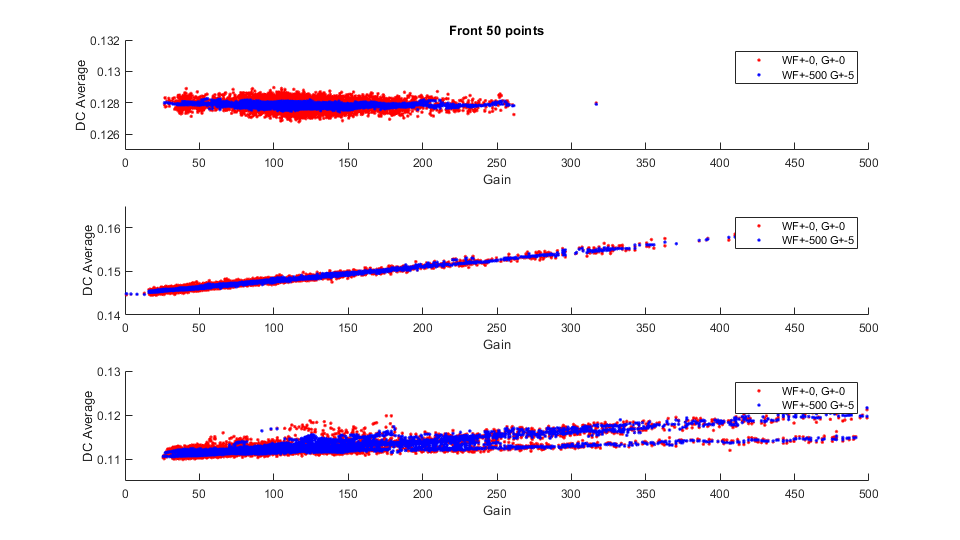 Front 50 points
0.132
0.13
0.128
0.126
DC Average
WF+-0, G+-0
WF+-500 G+-5
0 50 100 150 200 250 300 350 400 450 500
Gain
0.16
0.15
0.14
DC Average
WF+-0, G+-0
WF+-500 G+-5
0 50 100 150 200 250 300 350 400 450 500
Gain
0.13
0.12
0.11
DC Average
WF+-0, G+-0
WF+-500 G+-5
0 50 100 150 200 250 300 350 400 450 500
Gain